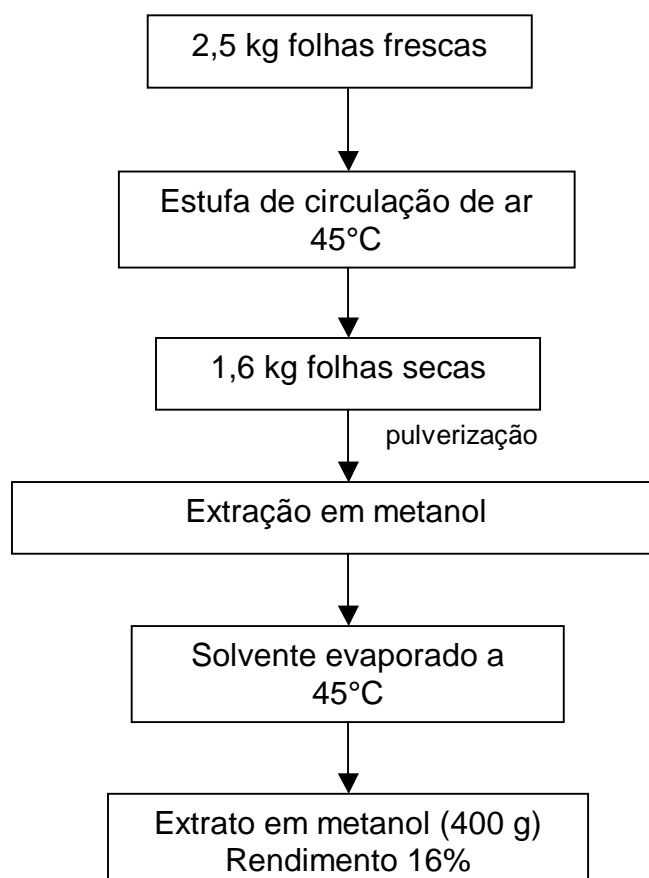 2,5 kg folhas frescas
Estufa de circulação de ar
45°C
1,6 kg folhas secas
pulverização
Extração em metanol
Solvente evaporado a
45°C
Extrato em metanol (400 g)
Rendimento 16%